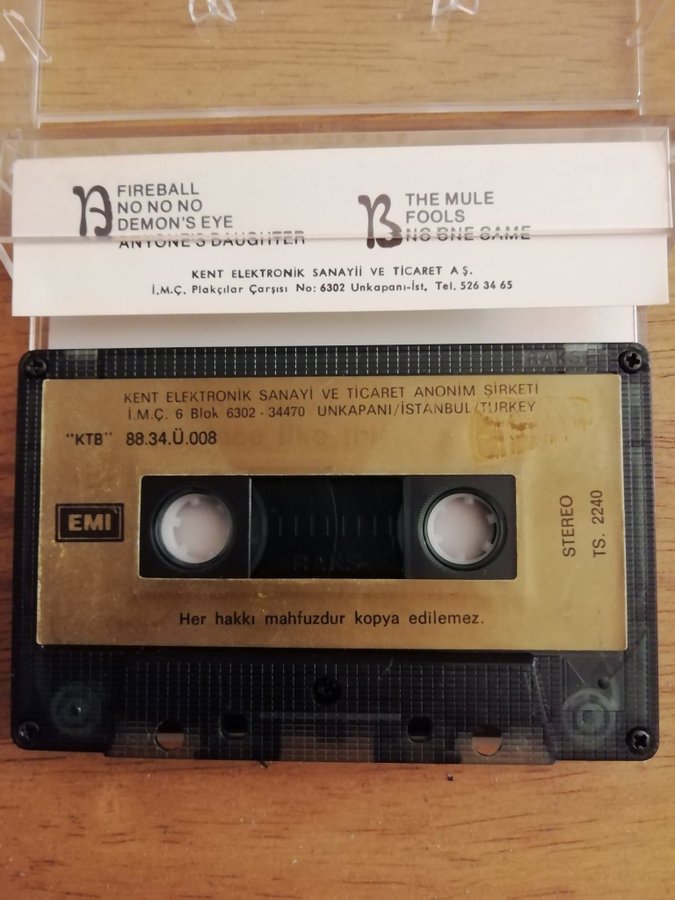 A
FIREBALL
NO NO NO
DEMON'S EYE
ANYONE'S DAUGHTER
B
THE MULE
FOOLS
NO ONE CAME
KENT ELEKTRONİK SANAYİİ VE TİCARET A.Ş.
İ.M.Ç. Plakçılar Çarşısı No: 6302 Unkapanı-İst. Tel. 526 34 65
RAKS
KENT ELEKTRONİK SANAYİ VE TİCARET ANONİM ŞİRKETİ
İ.M.Ç. 6 Blok 6302 - 34470 UNKAPANI/İSTANBUL/TURKEY
"KTB" 88.34.Ü.008
EMI
RAKS
STEREO
TS. 2240
Her hakkı mahfuzdur kopya edilemez.